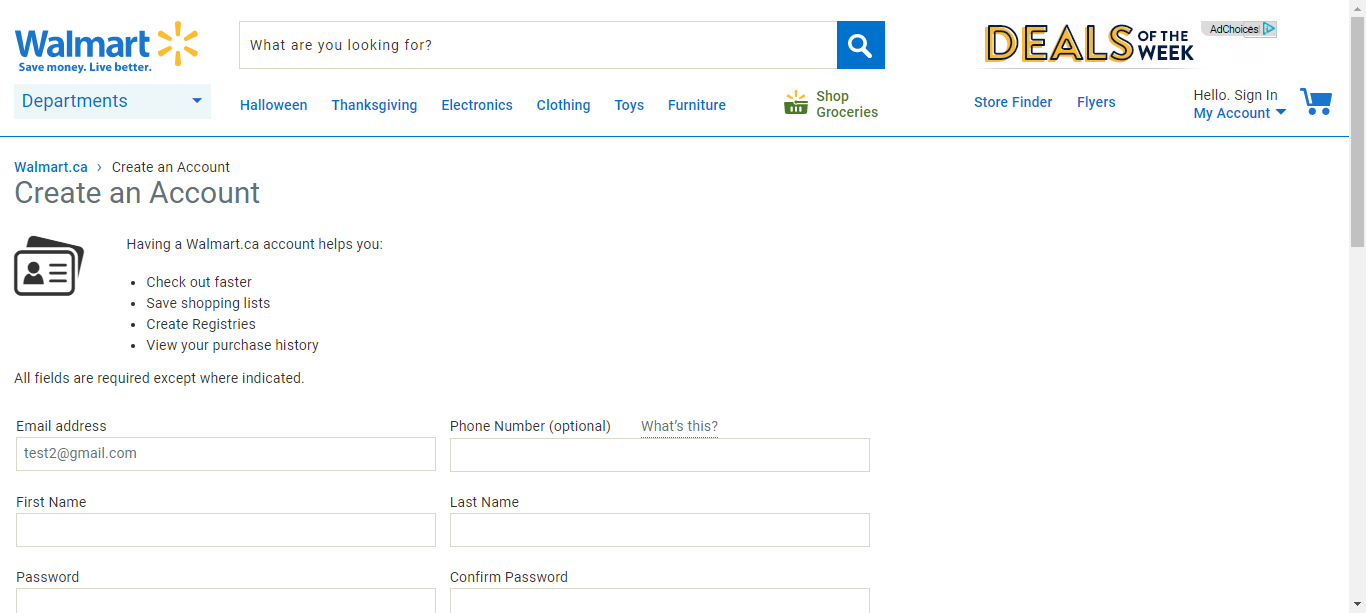 Walmart
Save money. Live better.
What are you looking for?
DEALS OF THE WEEK
AdChoices
Departments
Halloween
Thanksgiving
Electronics
Clothing
Toys
Furniture
Shop
Groceries
Store Finder
Flyers
Hello. Sign In
My Account
Walmart.ca › Create an Account
Create an Account
Having a Walmart.ca account helps you:
• Check out faster
• Save shopping lists
• Create Registries
• View your purchase history
All fields are required except where indicated.
Email address
test2@gmail.com
Phone Number (optional)
What's this?
First Name
Last Name
Password
Confirm Password